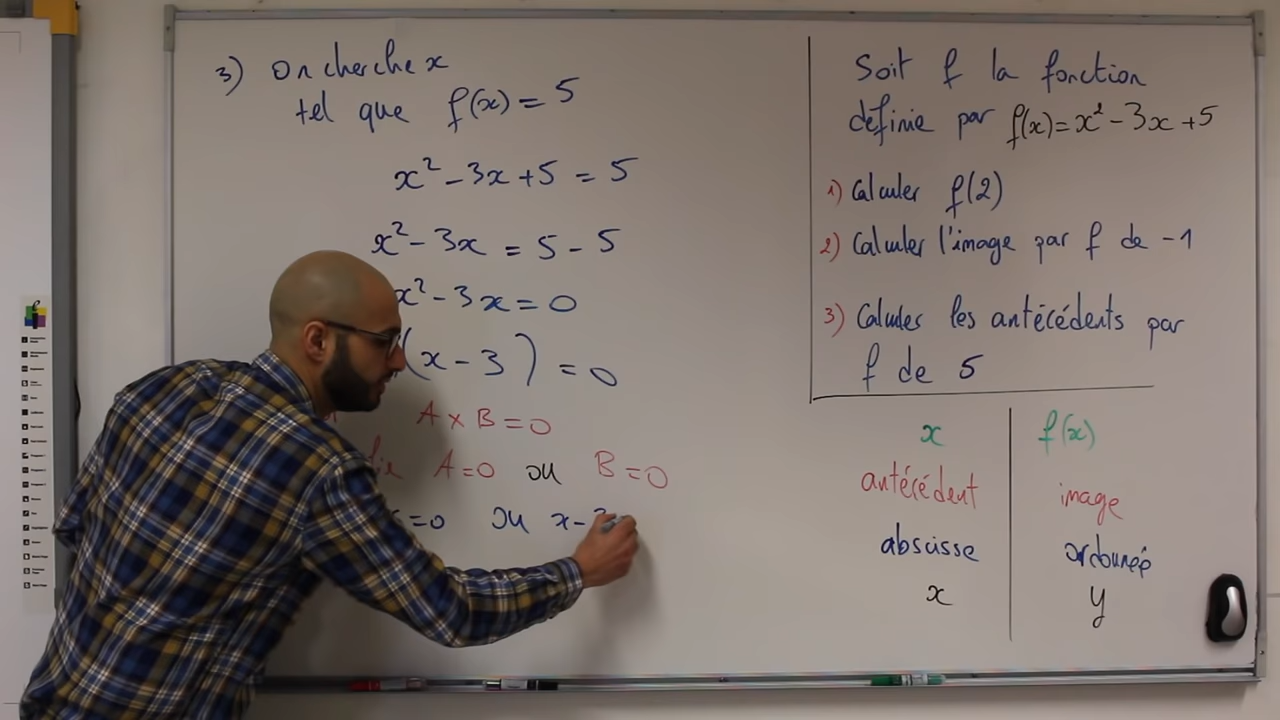 3) On cherche x
tel que f(x) = 5
x² - 3x + 5 = 5
x² - 3x = 5 - 5
x² - 3x = 0
(x - 3) = 0
A × B = 0
A = 0 ou B = 0
= 0 ou x - 3
Soit f la fonction
définie par f(x) = x² - 3x + 5
1) Calculer f(2)
2) Calculer l'image par f de -1
3) Calculer les antécédents par
f de 5
x f(x)
antécédent image
abscisse ordonnée
x y